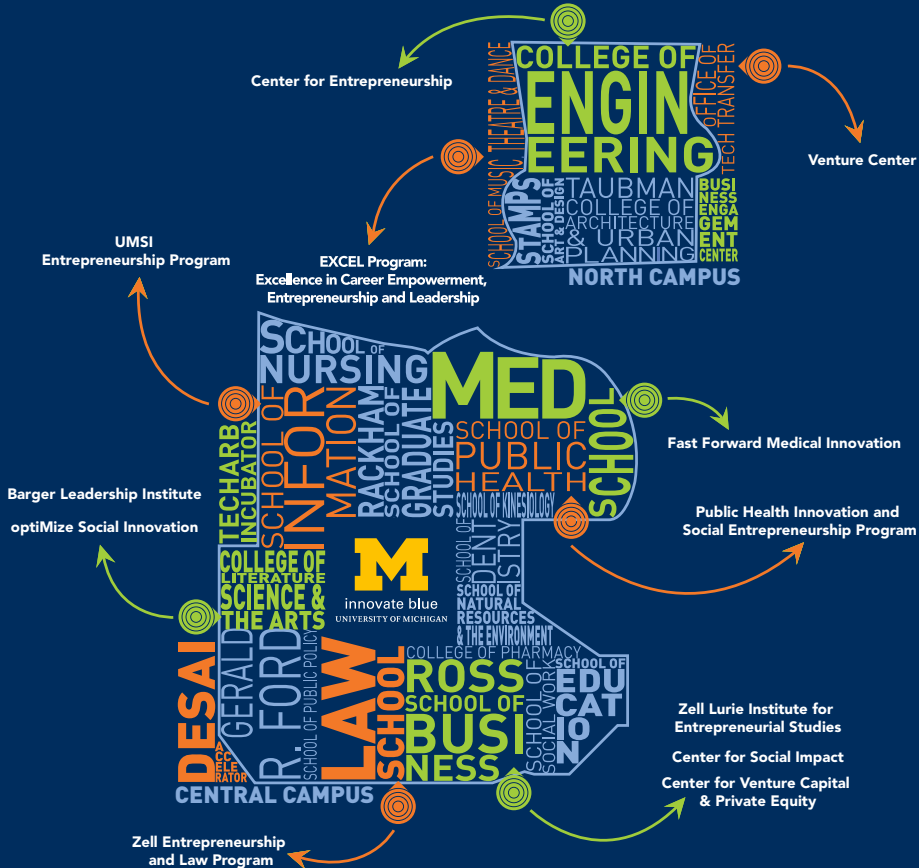 Center for Entrepreneurship
SCHOOL OF MUSIC THEATRE & DANCE
COLLEGE OF
ENGIN
EERING
OFFICE OF
TECH TRANSFER
Venture Center
STAMPS
SCHOOL OF
ART & DESIGN
TAUBMAN
COLLEGE OF
ARCHITECTURE
& URBAN
PLANNING
BUSI
NESS
ENGA
GEM
ENT
CENTER
NORTH CAMPUS
UMSI
Entrepreneurship Program
EXCEL Program:
Excellence in Career Empowerment,
Entrepreneurship and Leadership
SCHOOL OF
NURSING
TECHARB
INCUBATOR
SCHOOL OF
INFOR
MATION
RACKHAM
SCHOOL OF
GRADUATE
STUDIES
MED
SCHOOL
SCHOOL OF
PUBLIC
HEALTH
Fast Forward Medical Innovation
Barger Leadership Institute
optiMize Social Innovation
SCHOOL OF KINESIOLOGY
SCHOOL OF
DENT
ISTRY
Public Health Innovation and
Social Entrepreneurship Program
COLLEGE OF
LITERATURE
SCIENCE &
THE ARTS
M
innovate blue
UNIVERSITY OF MICHIGAN
SCHOOL OF
NATURAL
RESOURCES
& THE ENVIRONMENT
DESAI
A
CC
ELE
RATOR
GERALD
R. FORD
SCHOOL OF PUBLIC POLICY
LAW
SCHOOL
COLLEGE OF PHARMACY
ROSS
SCHOOL OF
BUSI
NESS
SCHOOL OF
SOCIAL WORK
SCHOOL OF
EDU
CAT
IO
N
CENTRAL CAMPUS
Zell Lurie Institute for
Entrepreneurial Studies
Center for Social Impact
Center for Venture Capital
& Private Equity
Zell Entrepreneurship
and Law Program